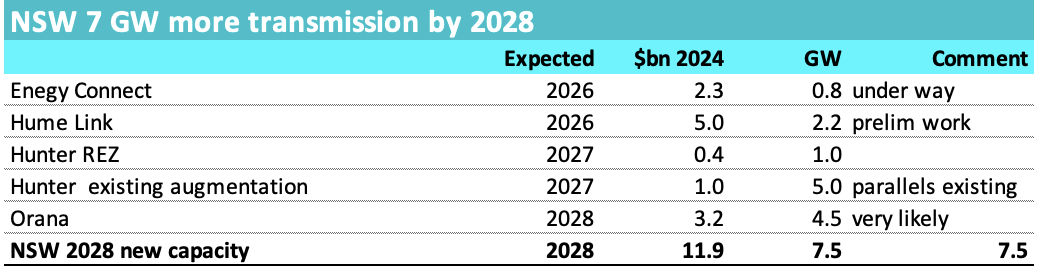 NSW 7 GW more transmission by 2028
Expected $bn 2024 GW Comment
Enegy Connect 2026 2.3 0.8 under way
Hume Link 2026 5.0 2.2 prelim work
Hunter REZ 2027 0.4 1.0
Hunter existing augmentation 2027 1.0 5.0 parallels existing
Orana 2028 3.2 4.5 very likely
NSW 2028 new capacity 2028 11.9 7.5 7.5